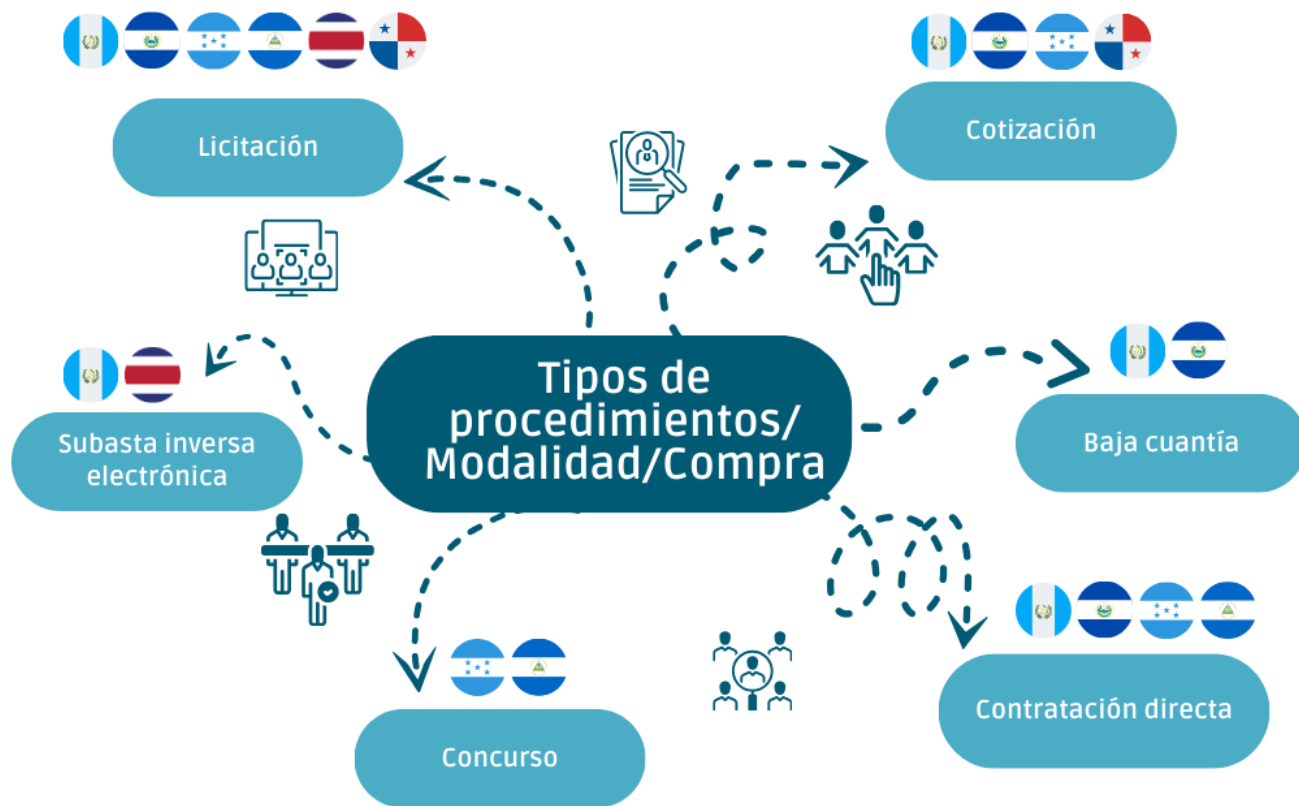 Licitación
Cotización
Tipos de
procedimientos/
Modalidad/Compra
Subasta inversa
electrónica
Baja cuantía
Contratación directa
Concurso